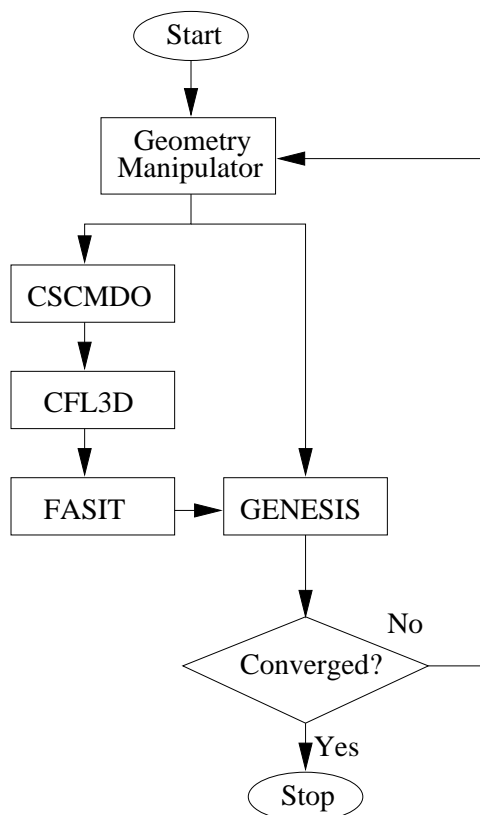 Start
Geometry
Manipulator
CSCMDO
CFL3D
FASIT
GENESIS
No
Converged?
Yes
Stop